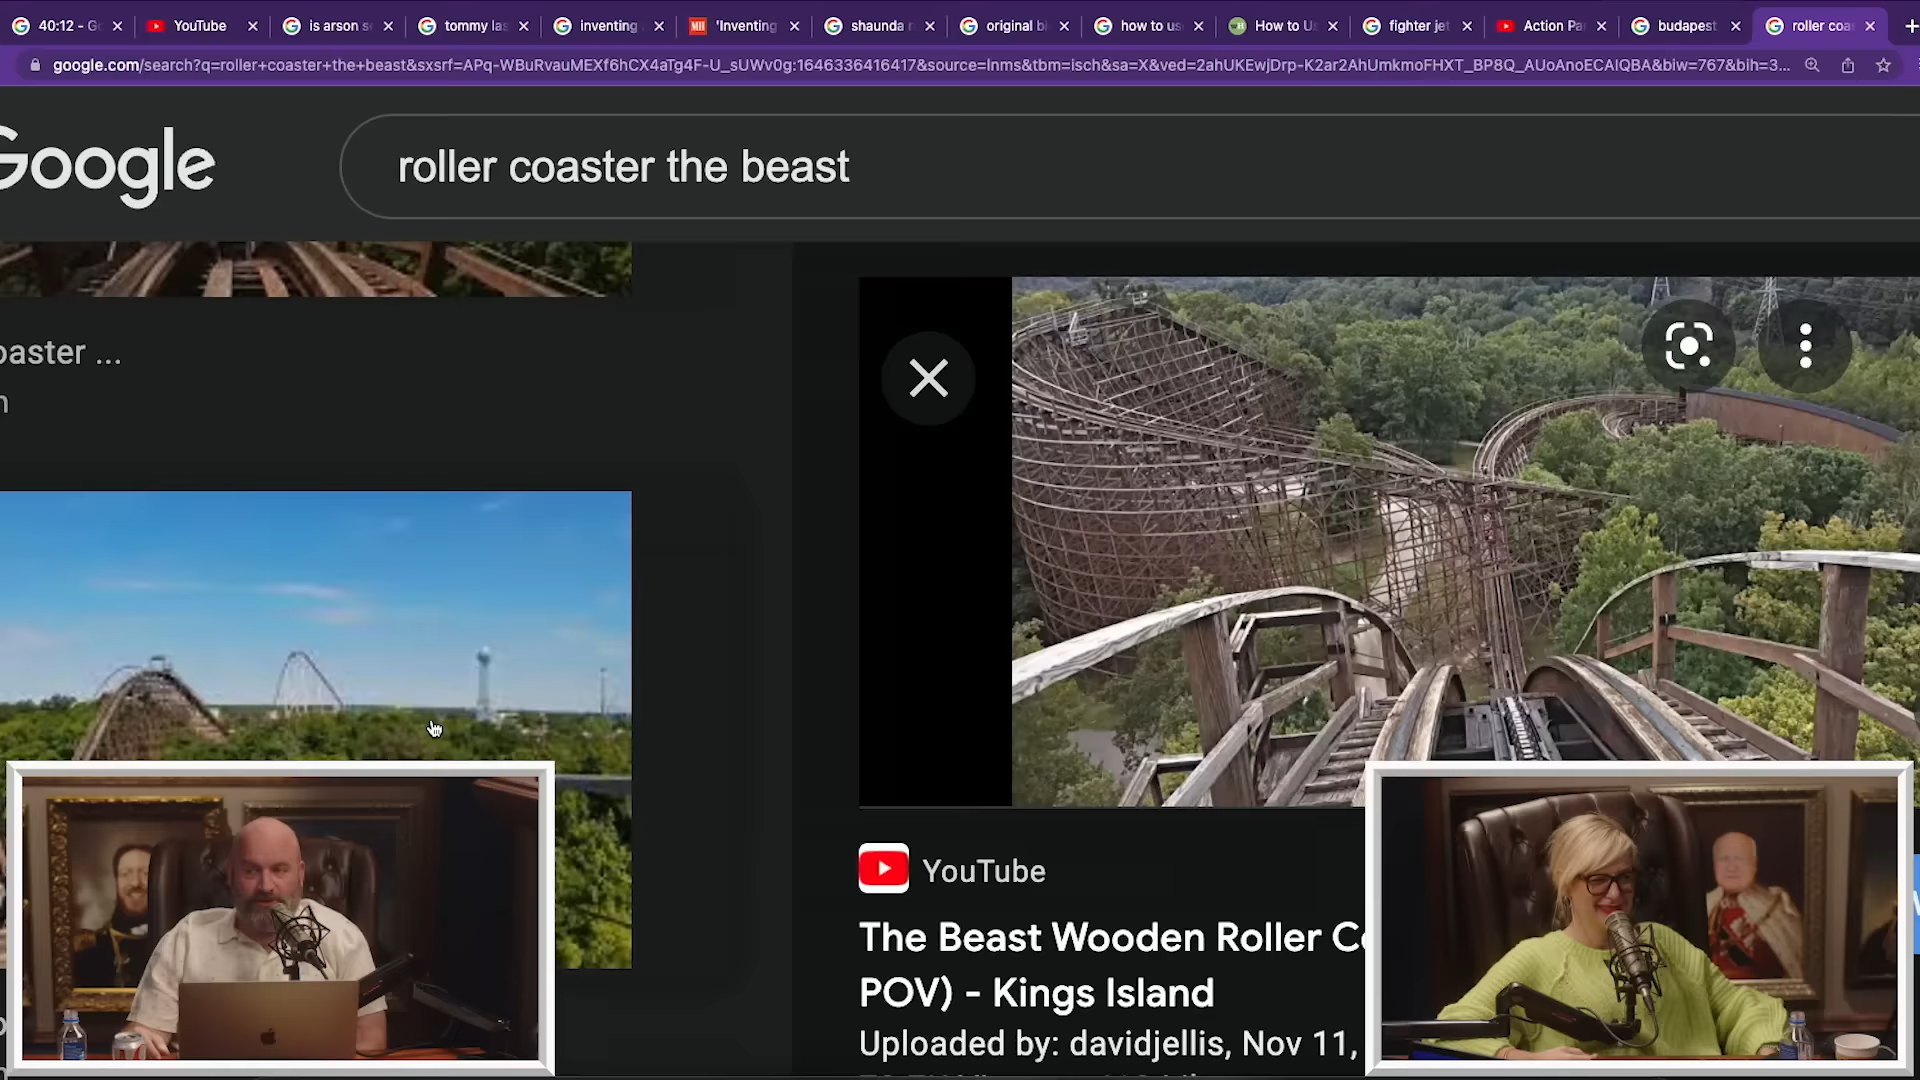 40:12 - G
YouTube
is arson s
tommy las
inventing
'Inventing
shaunda r
original b
how to us
How to U
fighter jet
Action Pa
budapest
roller coa
google.com/search?q=roller+coaster+the+beast&sxsrf=APq-WBuRvauMEXf6hCX4aTg4F-U_sUWv0g:1646336416417&source=lnms&tbm=isch&sa=X&ved=2ahUKEwjDrp-K2ar2AhUmkmoFHXT_BP8Q_AUoAnoECAIQBA&biw=767&bih=3...
Google
roller coaster the beast
oaster ...
YouTube
The Beast Wooden Roller C
POV) - Kings Island
Uploaded by: davidjellis, Nov 11,